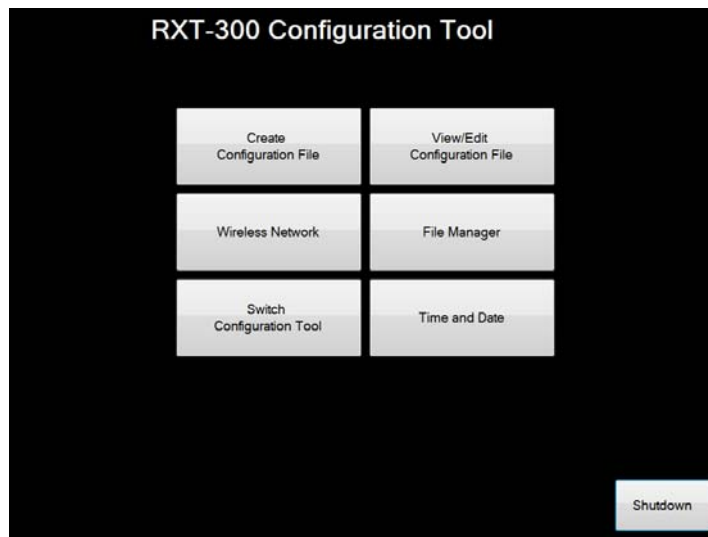 RXT-300 Configuration Tool
Create
Configuration File
View/Edit
Configuration File
Wireless Network
File Manager
Switch
Configuration Tool
Time and Date
Shutdown